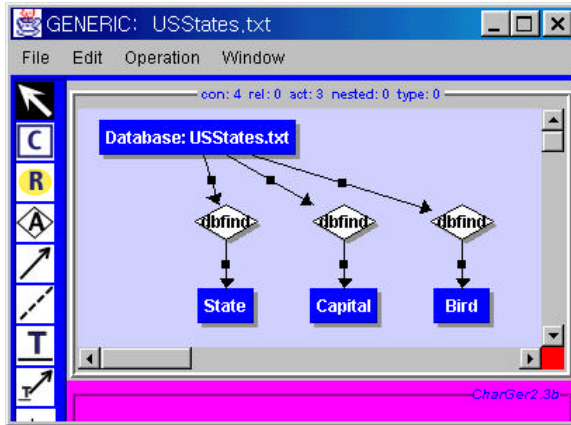 GENERIC: USStates.txt
File Edit Operation Window
con: 4 rel: 0 act: 3 nested: 0 type: 0
Database: USStates.txt
C
R
A
dbfind dbfind dbfind
State Capital Bird
T
T
CharGer2.3b